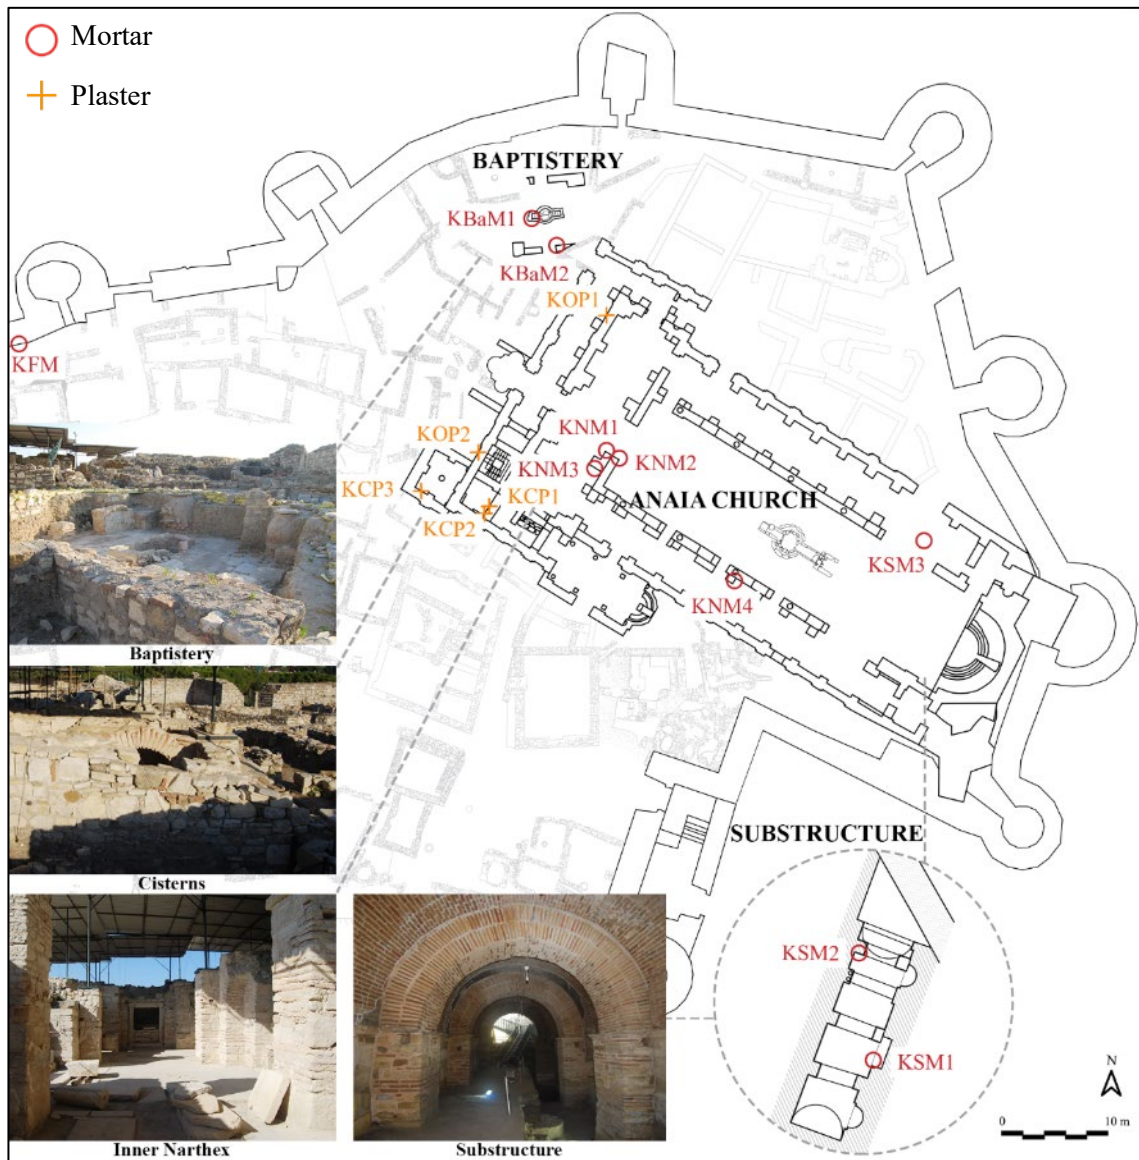 Mortar
Plaster
BAPTISTERY
KBaM1
KBaM2
KOP1
KFM
KNM1
KOP2
KNM2
KNM3
KCP3
KCP1
ANAIA CHURCH
KCP2
KSM3
KNM4
Baptistery
SUBSTRUCTURE
Cisterns
KSM2
KSM1
N
0 10 m
Inner Narthex
Substructure